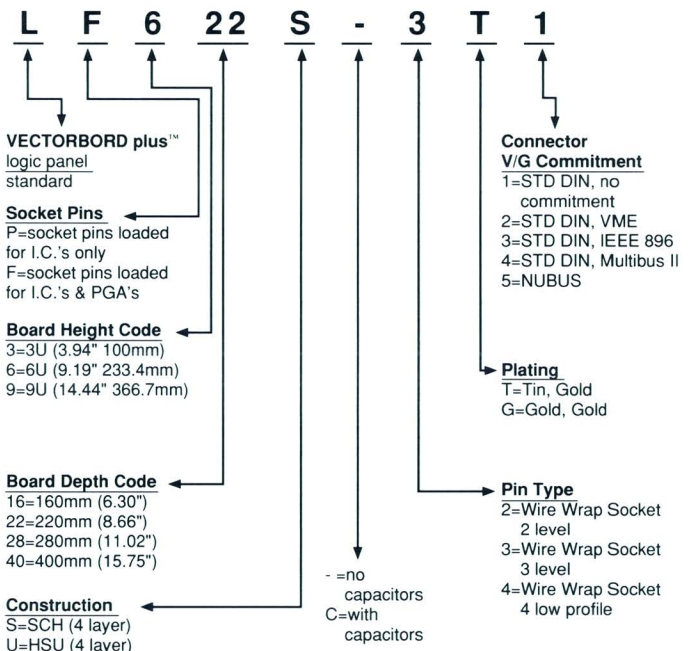 L F 6 22 S - 3 T 1
VECTORBORD plus™
logic panel
standard
Socket Pins
P=socket pins loaded
for I.C.'s only
F=socket pins loaded
for I.C.'s & PGA's
Board Height Code
3=3U (3.94" 100mm)
6=6U (9.19" 233.4mm)
9=9U (14.44" 366.7mm)
Board Depth Code
16=160mm (6.30")
22=220mm (8.66")
28=280mm (11.02")
40=400mm (15.75")
Construction
S=SCH (4 layer)
U=HSU (4 layer)
- =no
capacitors
C=with
capacitors
Connector
V/G Commitment
1=STD DIN, no
commitment
2=STD DIN, VME
3=STD DIN, IEEE 896
4=STD DIN, Multibus II
5=NUBUS
Plating
T=Tin, Gold
G=Gold, Gold
Pin Type
2=Wire Wrap Socket
2 level
3=Wire Wrap Socket
3 level
4=Wire Wrap Socket
4 low profile